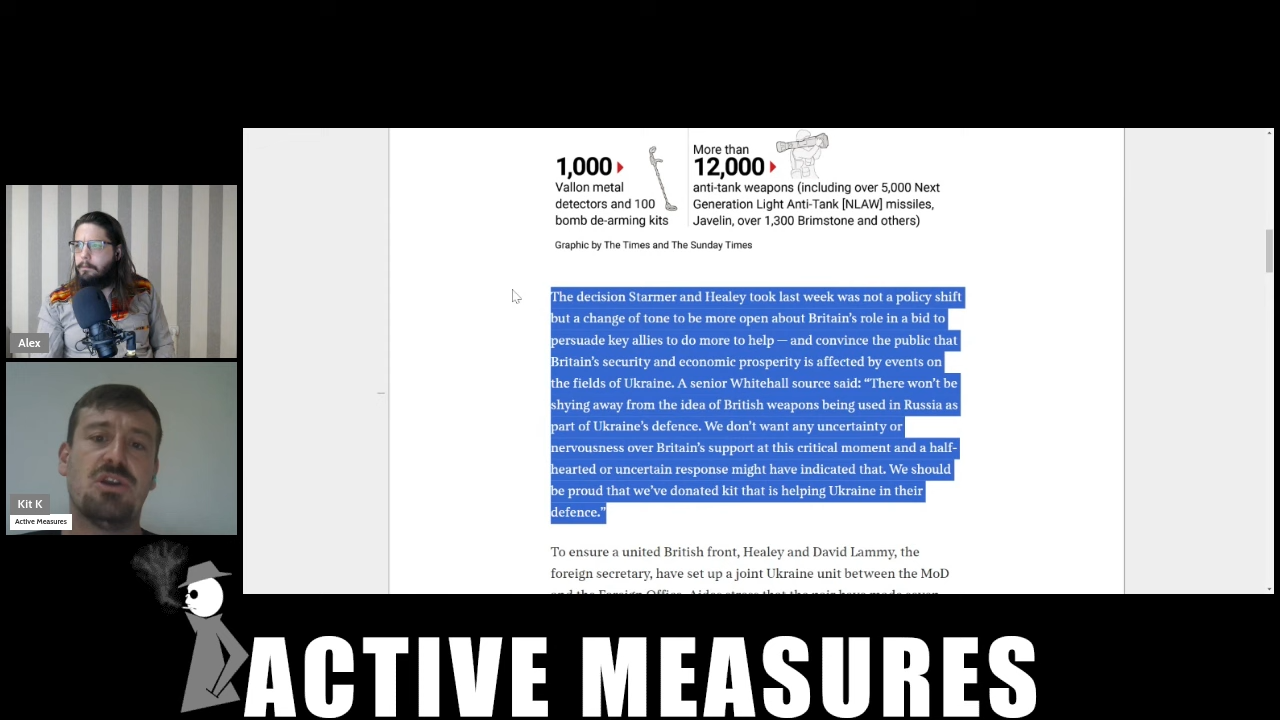 1,000
Vallon metal
detectors and 100
bomb de-arming kits
More than
12,000
anti-tank weapons (including over 5,000 Next
Generation Light Anti-Tank [NLAW] missiles,
Javelin, over 1,300 Brimstone and others)
Graphic by The Times and The Sunday Times
The decision Starmer and Healey took last week was not a policy shift
but a change of tone to be more open about Britain’s role in a bid to
persuade key allies to do more to help — and convince the public that
Britain’s security and economic prosperity is affected by events on
the fields of Ukraine. A senior Whitehall source said: “There won’t be
shying away from the idea of British weapons being used in Russia as
part of Ukraine’s defence. We don’t want any uncertainty or
nervousness over Britain’s support at this critical moment and a half-
hearted or uncertain response might have indicated that. We should
be proud that we’ve donated kit that is helping Ukraine in their
defence.”
To ensure a united British front, Healey and David Lammy, the
foreign secretary, have set up a joint Ukraine unit between the MoD
Alex
Kit K
Active Measures
ACTIVE MEASURES